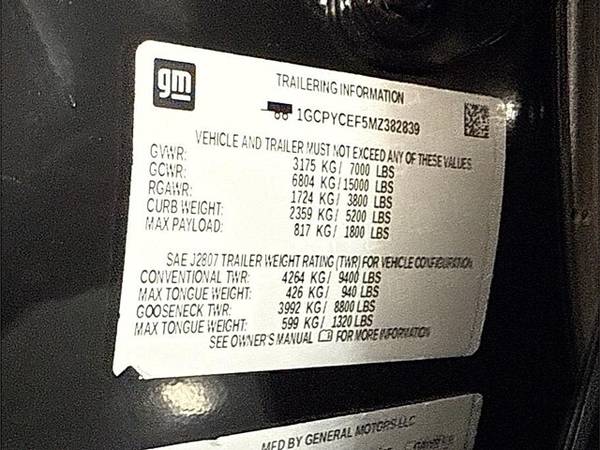 gm
TRAILERING INFORMATION
1GCPYCEF5MZ382839
VEHICLE AND TRAILER MUST NOT EXCEED ANY OF THESE VALUES
GVWR: 3175 KG/ 7000 LBS
GCWR: 6804 KG/15000 LBS
RGAWR: 1724 KG/ 3800 LBS
CURB WEIGHT: 2359 KG/ 5200 LBS
MAX PAYLOAD: 817 KG/ 1800 LBS
SAE J2807 TRAILER WEIGHT RATING (TWR) FOR VEHICLE CONFIGURATION
CONVENTIONAL TWR: 4264 KG/ 9400 LBS
MAX TONGUE WEIGHT: 426 KG/ 940 LBS
GOOSENECK TWR: 3992 KG/ 8800 LBS
MAX TONGUE WEIGHT: 599 KG/ 1320 LBS
SEE OWNER'S MANUAL FOR MORE INFORMATION
MFD BY GENERAL MOTORS LLC